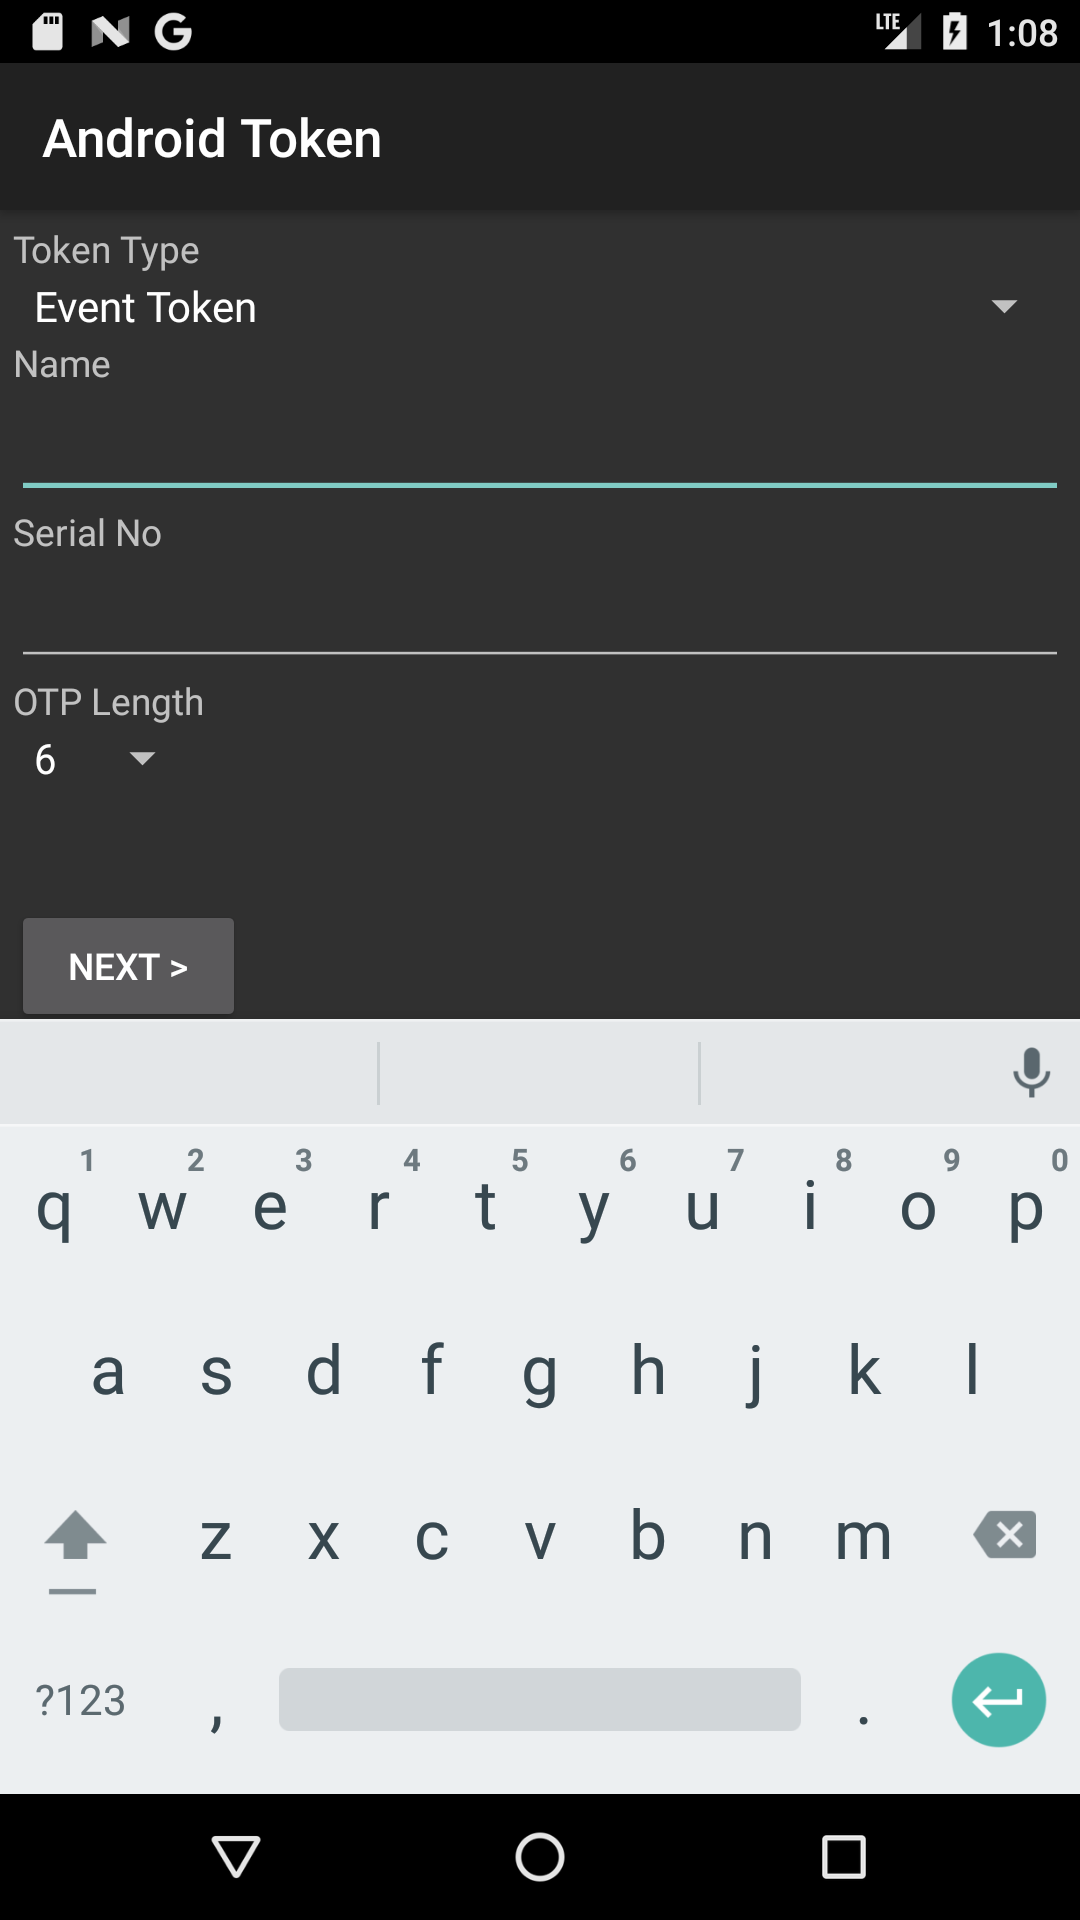 LTE 1:08
Android Token
Token Type
Event Token
Name
Serial No
OTP Length
6
NEXT >
1 2 3 4 5 6 7 8 9 0
q w e r t y u i o p
a s d f g h j k l
z x c v b n m
?123 , .